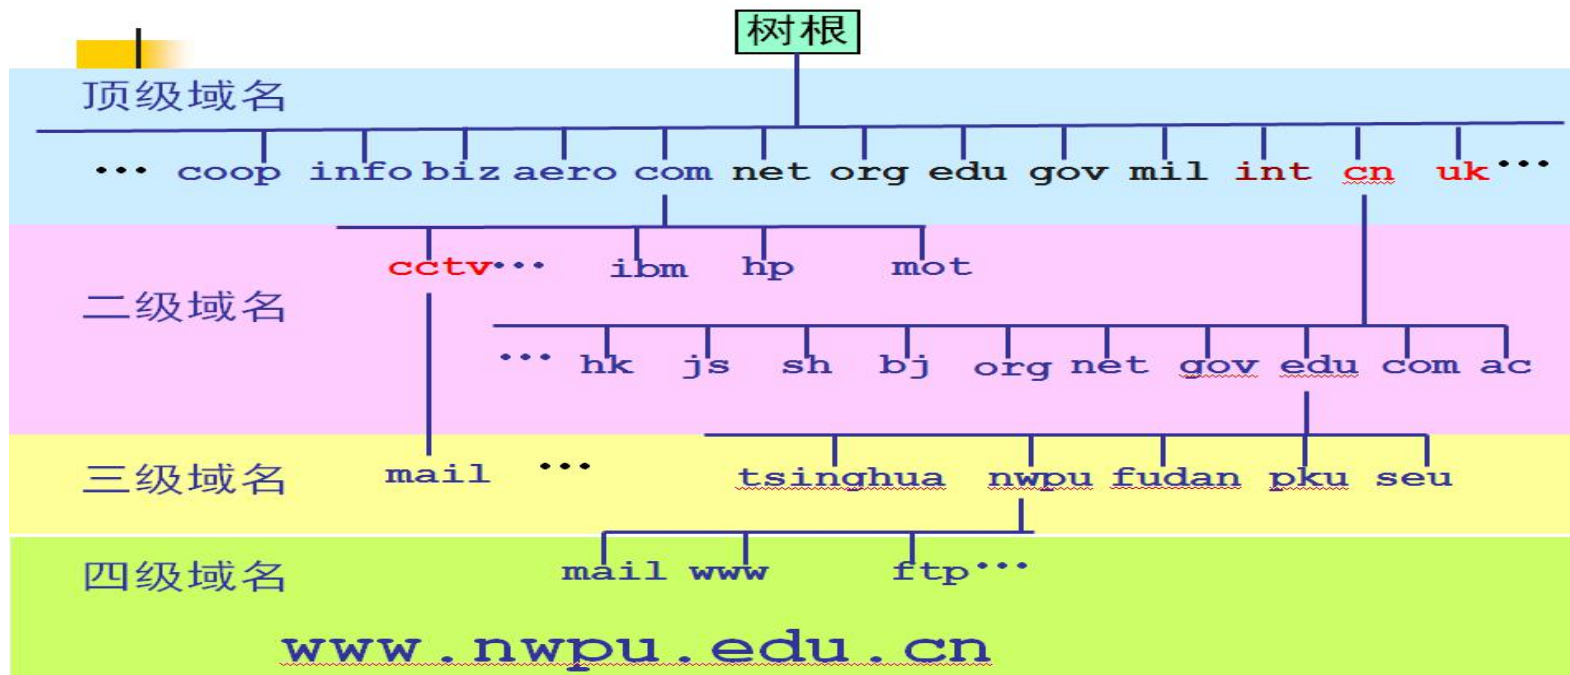 树根
顶级域名
··· coop info biz aero com net org edu gov mil int cn uk ···
cctv ··· ibm hp mot
二级域名
··· hk js sh bj org net gov edu com ac
三级域名 mail ··· tsinghua nwpu fudan pku seu
四级域名 mail www ftp ···
www.nwpu.edu.cn